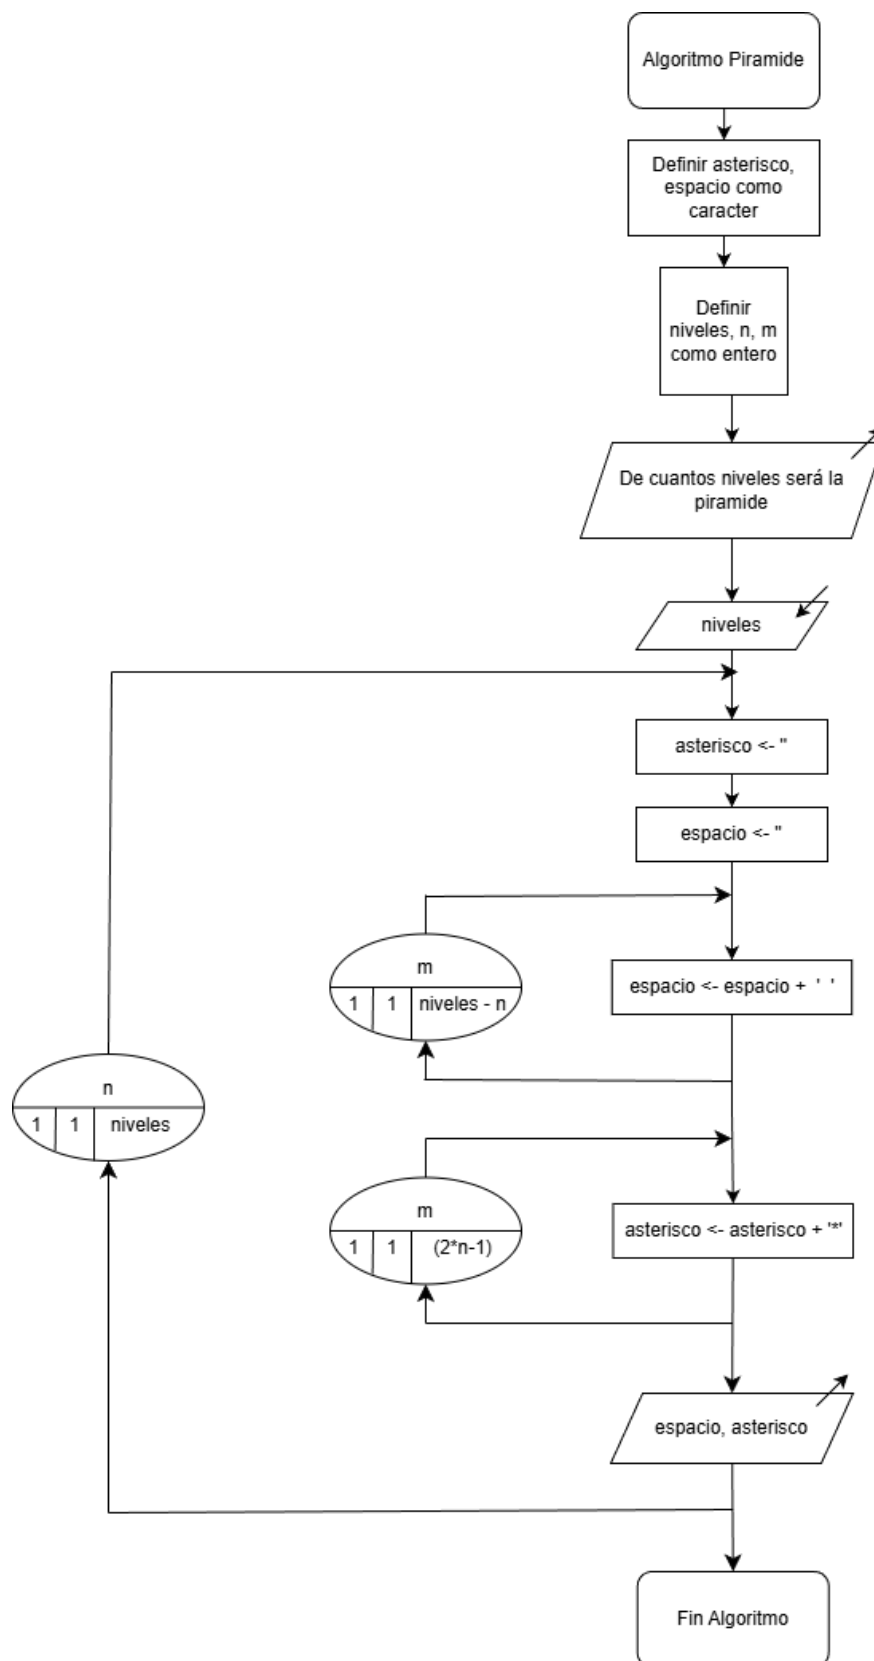 Algoritmo Piramide
Definir asterisco,
espacio como
caracter
Definir
niveles, n, m
como entero
De cuantos niveles será la
piramide
niveles
asterisco <- ''
espacio <- ''
m
1 1 niveles - n
espacio <- espacio + ' '
n
1 1 niveles
m
1 1 (2*n-1)
asterisco <- asterisco + '*'
espacio, asterisco
Fin Algoritmo